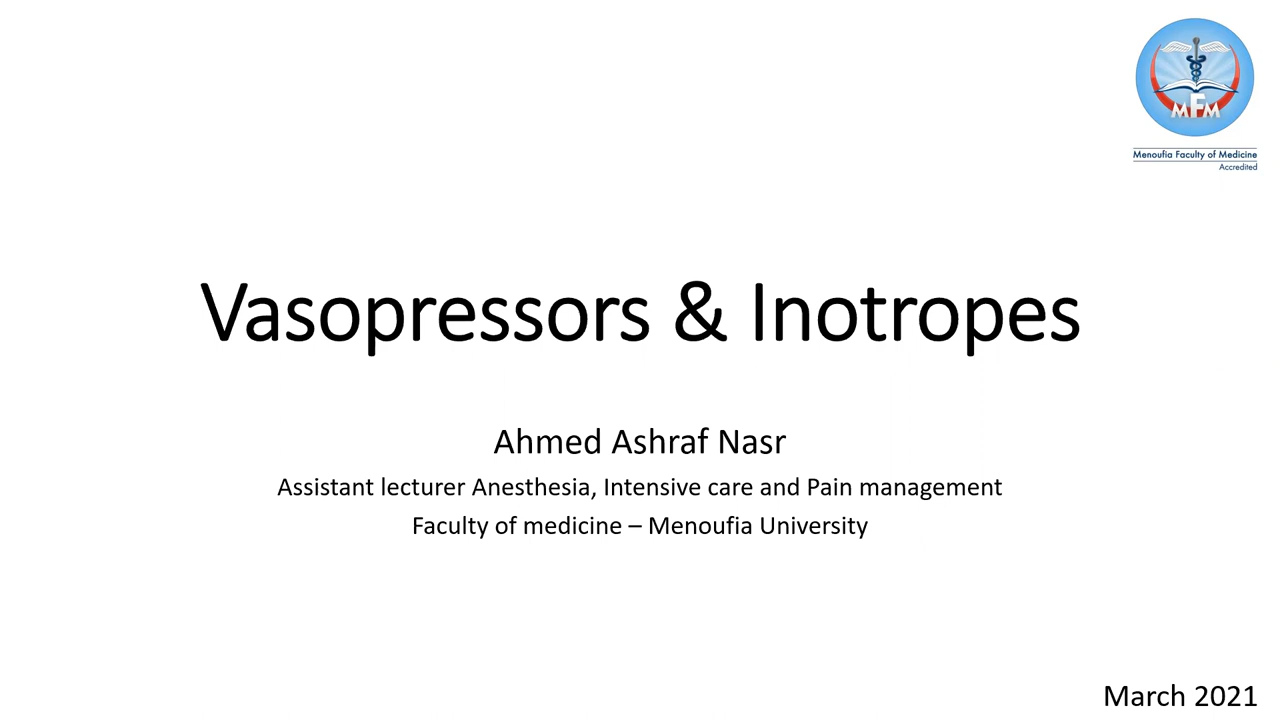 MFM
Menoufia Faculty of Medicine
Accredited
Vasopressors & Inotropes
Ahmed Ashraf Nasr
Assistant lecturer Anesthesia, Intensive care and Pain management
Faculty of medicine – Menoufia University
March 2021